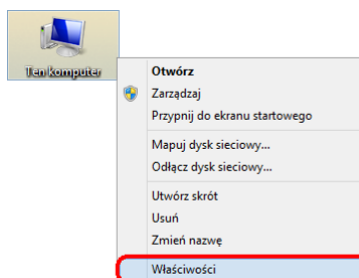 Ten komputer
Otwórz
Zarządzaj
Przypnij do ekranu startowego
Mapuj dysk sieciowy...
Odłącz dysk sieciowy...
Utwórz skrót
Usuń
Zmień nazwę
Właściwości